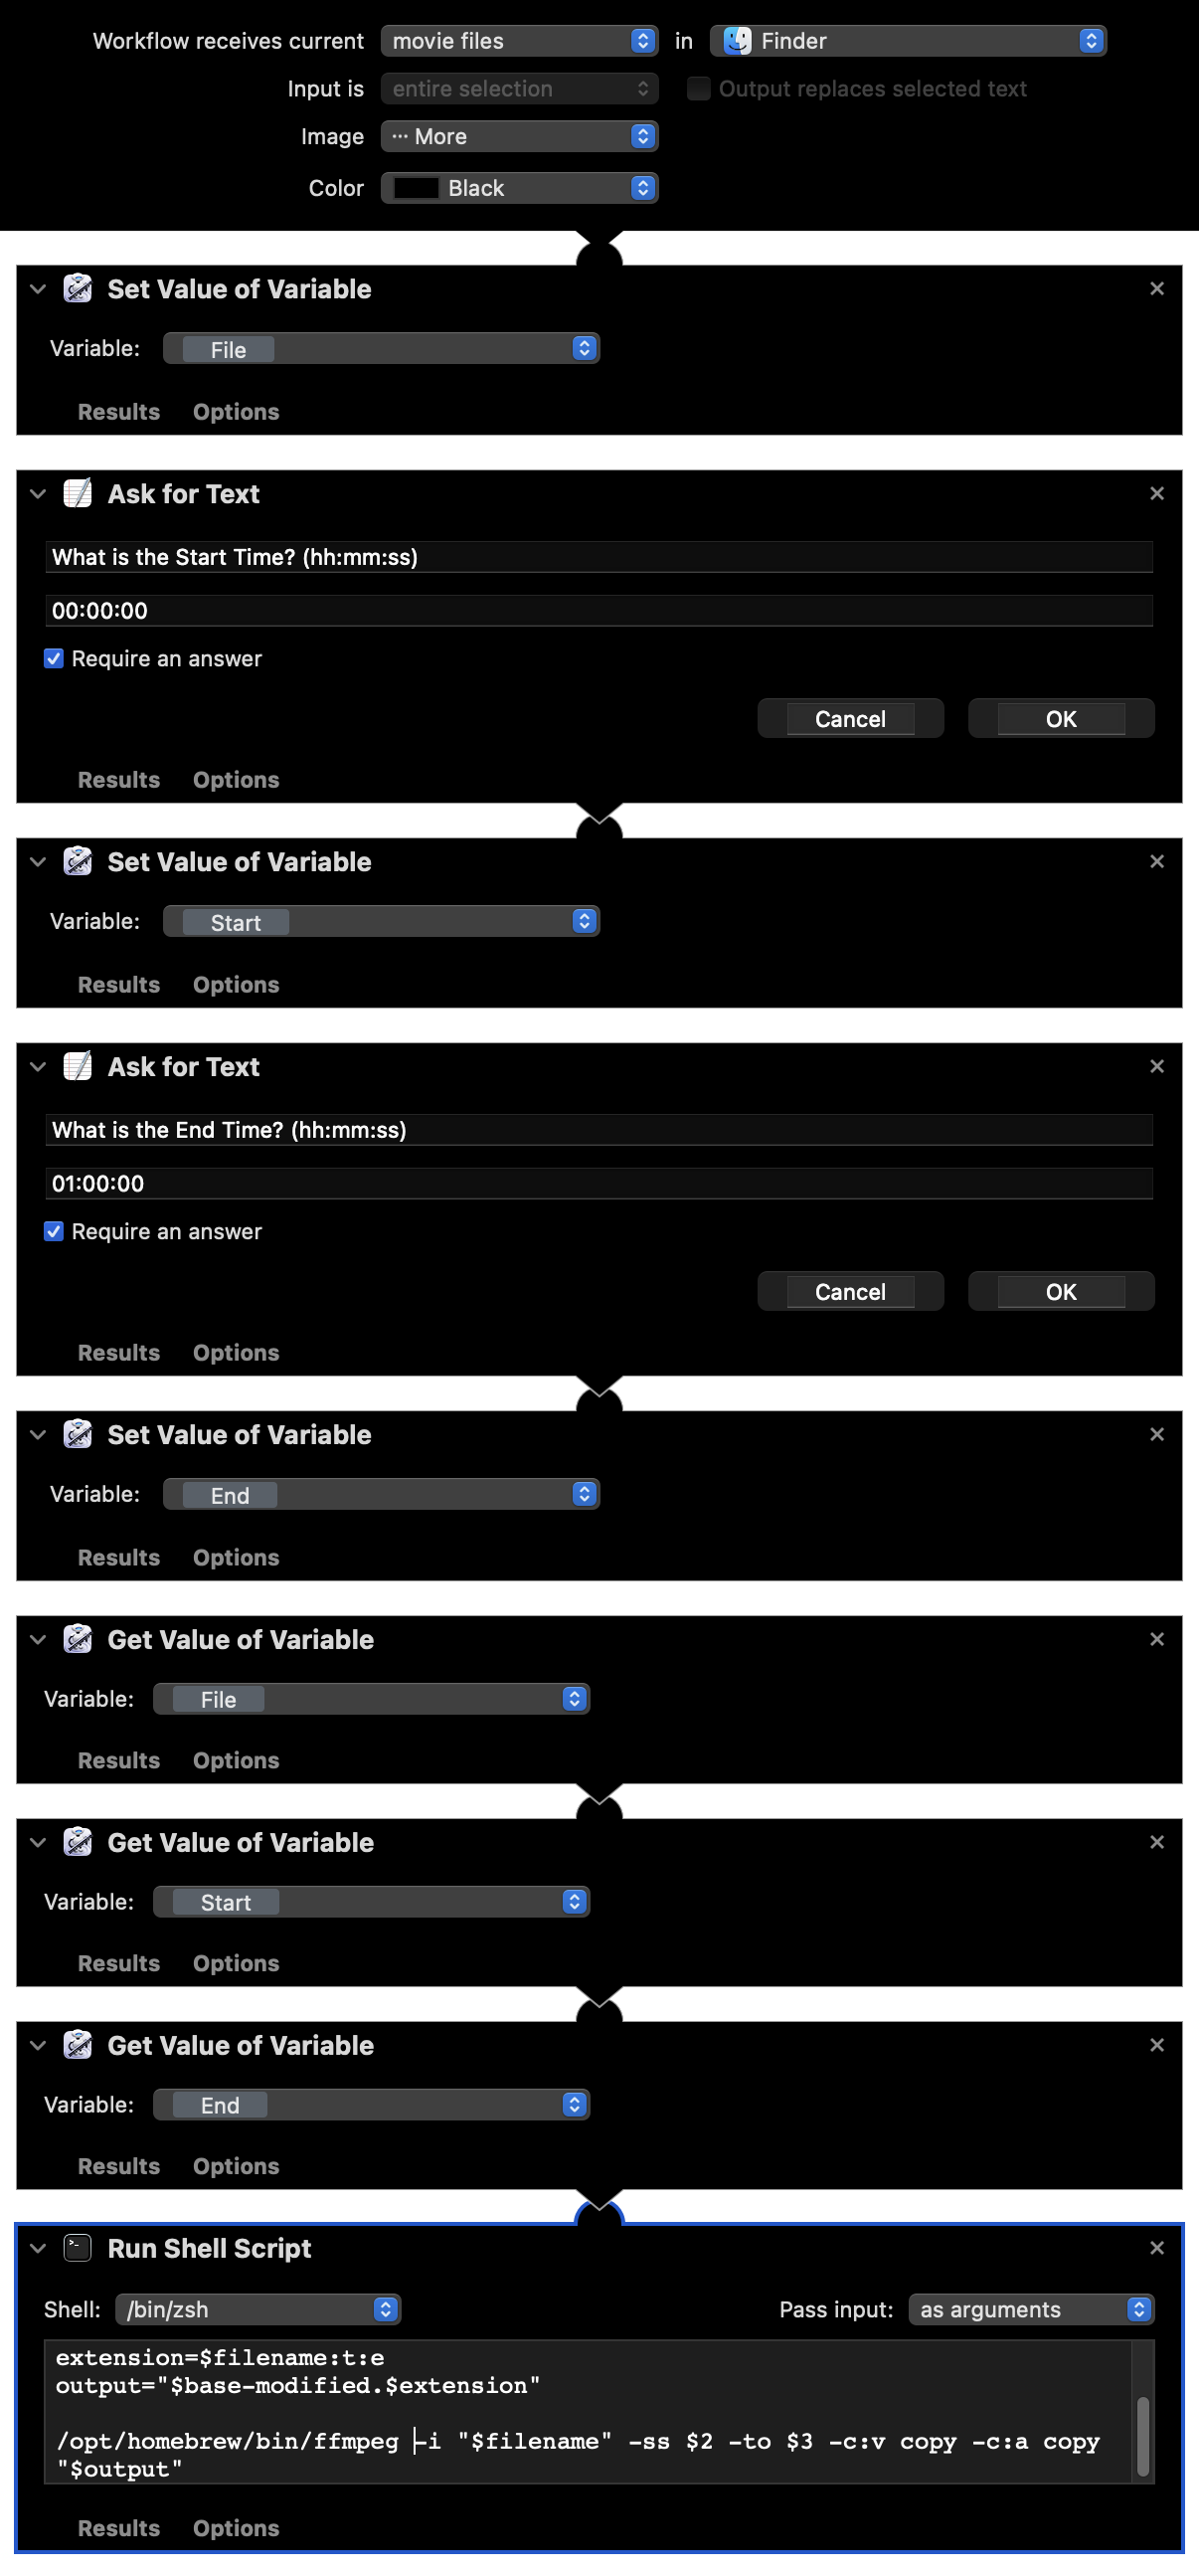 Workflow receives current movie files in Finder
Input is entire selection Output replaces selected text
Image ··· More
Color Black
Set Value of Variable
Variable: File
Results Options
Ask for Text
What is the Start Time? (hh:mm:ss)
00:00:00
Require an answer
Cancel OK
Results Options
Set Value of Variable
Variable: Start
Results Options
Ask for Text
What is the End Time? (hh:mm:ss)
01:00:00
Require an answer
Cancel OK
Results Options
Set Value of Variable
Variable: End
Results Options
Get Value of Variable
Variable: File
Results Options
Get Value of Variable
Variable: Start
Results Options
Get Value of Variable
Variable: End
Results Options
Run Shell Script
Shell: /bin/zsh Pass input: as arguments
extension=$filename:t:e
output="$base-modified.$extension"
/opt/homebrew/bin/ffmpeg -i "$filename" -ss $2 -to $3 -c:v copy -c:a copy
"$output"
Results Options